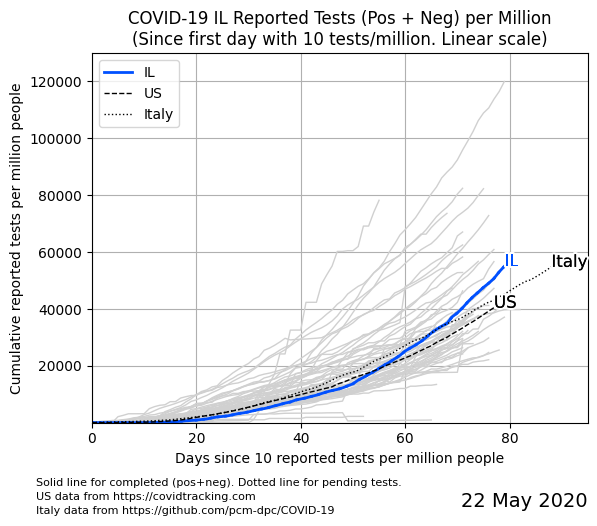 COVID-19 IL Reported Tests (Pos + Neg) per Million
(Since first day with 10 tests/million. Linear scale)
Cumulative reported tests per million people
120000
100000
80000
60000
40000
20000
IL
US
Italy
IL
Italy
US
0
20
40
60
80
Days since 10 reported tests per million people
Solid line for completed (pos+neg). Dotted line for pending tests.
US data from https://covidtracking.com
Italy data from https://github.com/pcm-dpc/COVID-19
22 May 2020